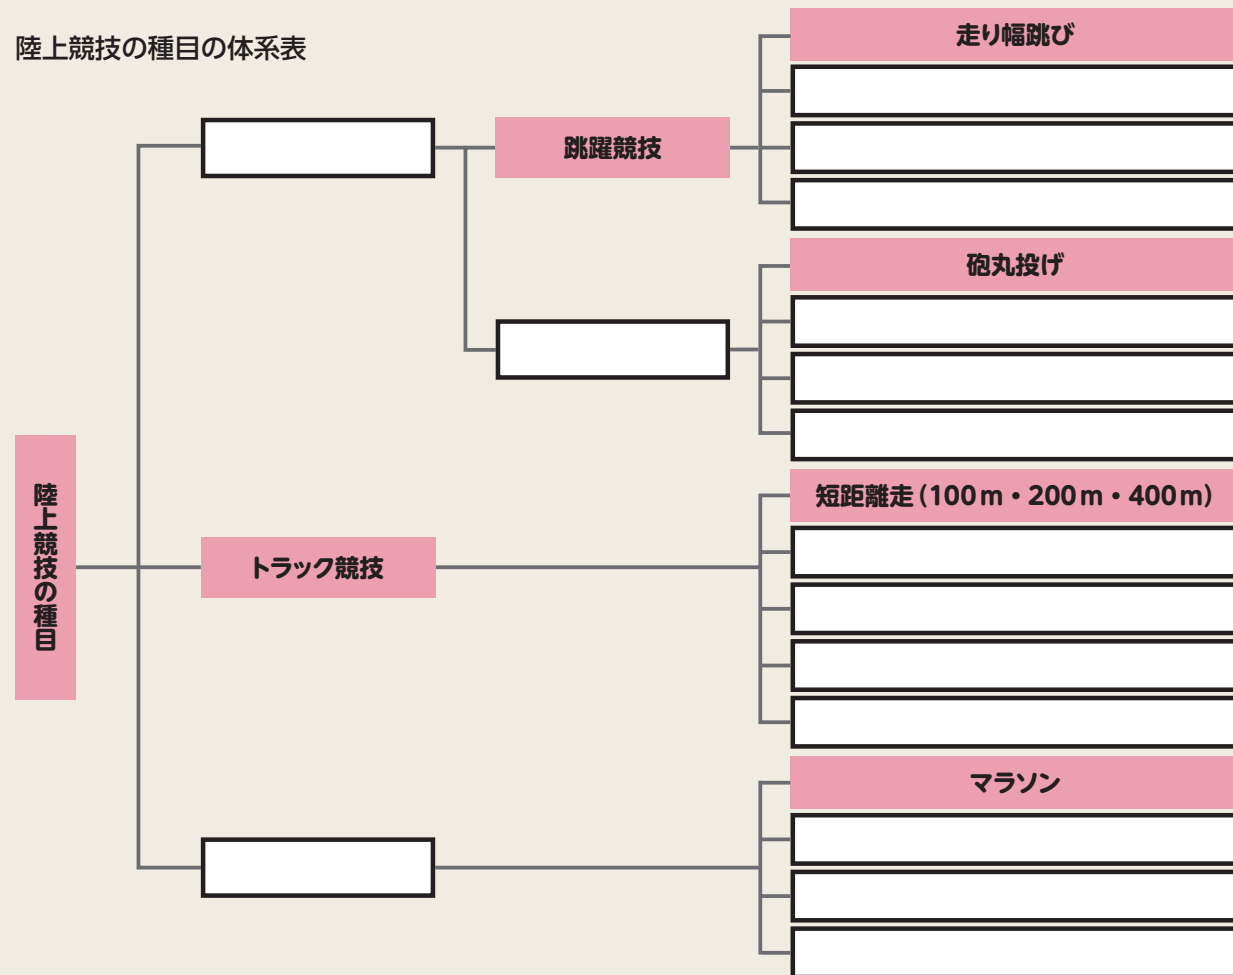 陸上競技の種目の体系表
走り幅跳び
跳躍競技
砲丸投げ
陸上競技の種目
短距離走（100m・200m・400m）
トラック競技
マラソン